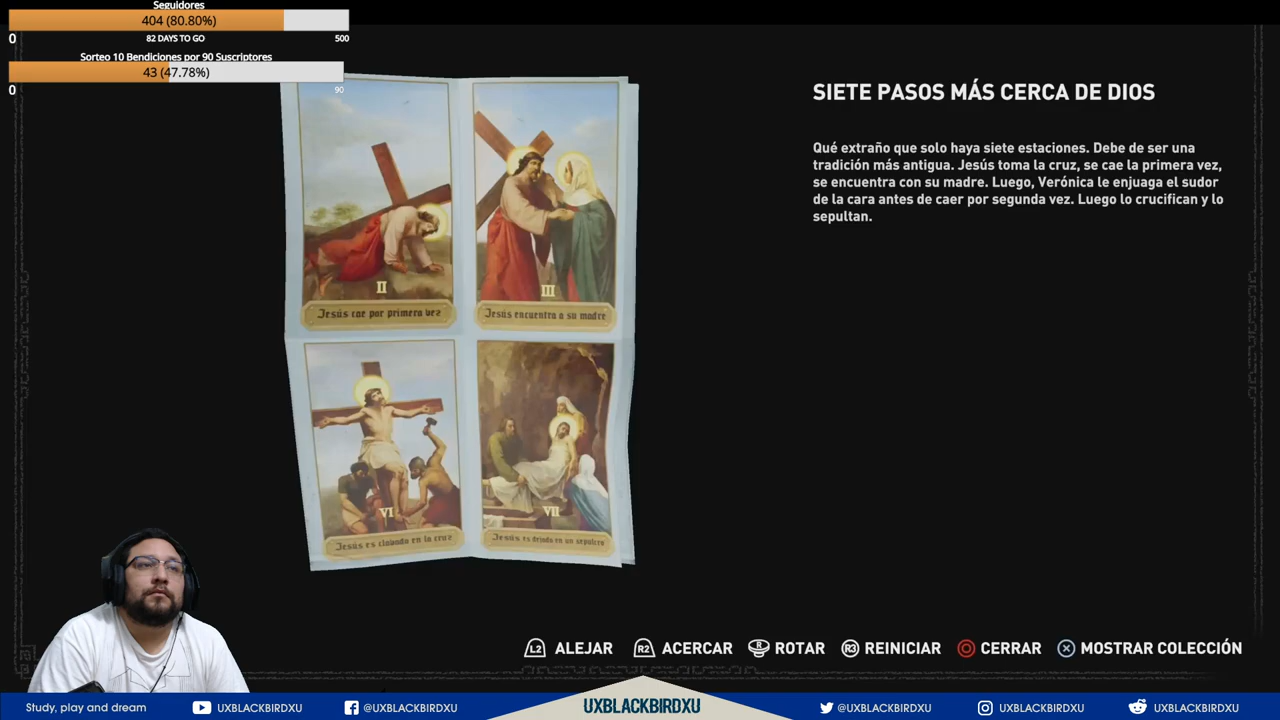 Seguidores
404 (80.80%)
0
82 DAYS TO GO
500
Sorteo 10 Bendiciones por 90 Suscriptores
43 (47.78%)
0
90
II
Jesús cae por primera vez
III
Jesús encuentra a su madre
VI
Jesús es clavado en la cruz
VII
Jesús es dejado en un sepulcro
SIETE PASOS MÁS CERCA DE DIOS
Qué extraño que solo haya siete estaciones. Debe de ser una
tradición más antigua. Jesús toma la cruz, se cae la primera vez,
se encuentra con su madre. Luego, Verónica le enjuaga el sudor
de la cara antes de caer por segunda vez. Luego lo crucifican y lo
sepultan.
L2 ALEJAR R2 ACERCAR R ROTAR R3 REINICIAR CERRAR MOSTRAR COLECCIÓN
Study, play and dream
UXBLACKBIRDXU
@UXBLACKBIRDXU
UXBLACKBIRDXU
@UXBLACKBIRDXU
UXBLACKBIRDXU
UXBLACKBIRDXU